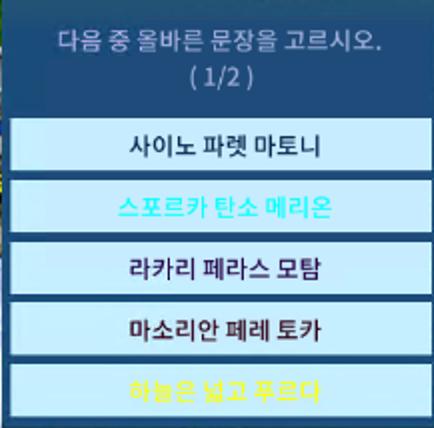 다음 중 올바른 문장을 고르시오.
( 1/2 )
사이노 파렛 마토니
스포르카 탄소 메리온
라카리 페라스 모탐
마소리안 페레 토카
하늘은 넓고 푸르다